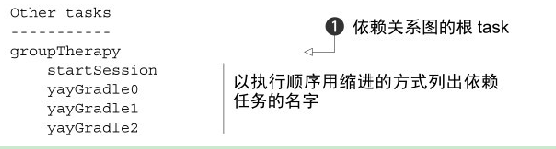 Other tasks
-----------
groupTherapy
❶ 依赖关系图的根 task
startSession
yayGradle0
yayGradle1
yayGradle2
以执行顺序用缩进的方式列出依赖
任务的名字